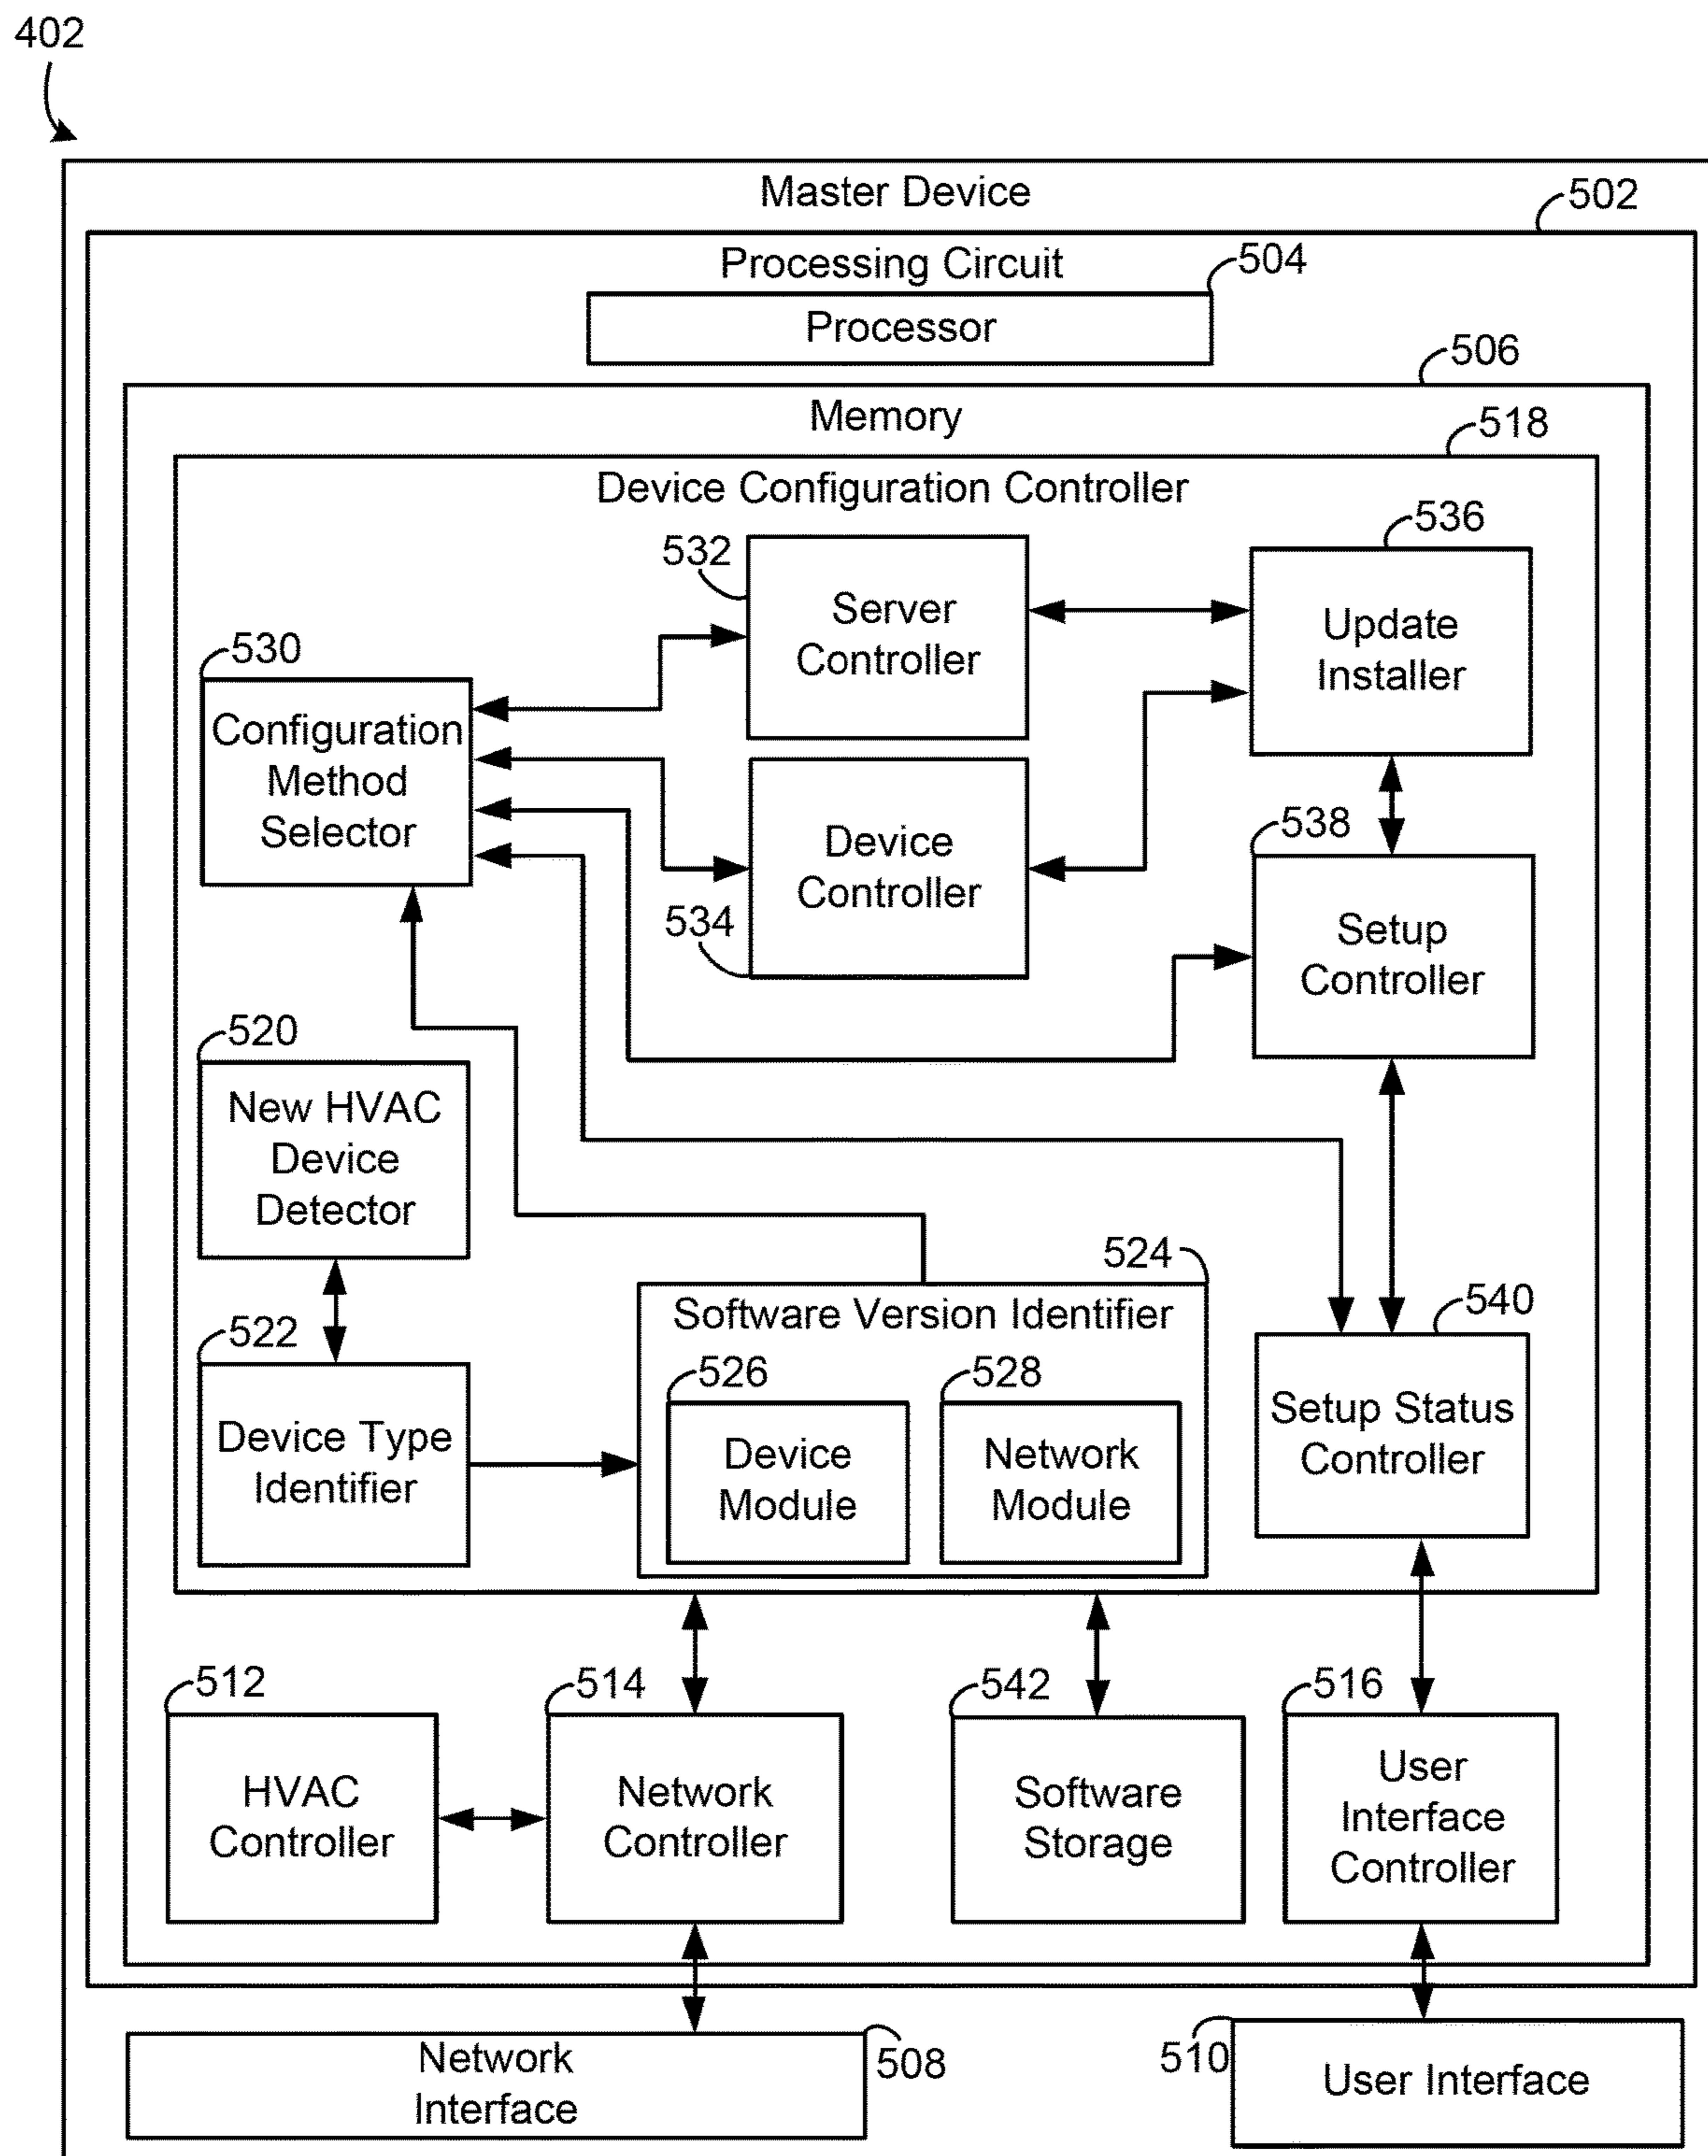 402
Master Device
502
Processing Circuit
504
Processor
506
Memory
518
Device Configuration Controller
536
532
Server
Controller
Update
Installer
530
Configuration
Method
Selector
538
Device
Controller
534
Setup
Controller
520
New HVAC
Device
Detector
524
Software Version Identifier
540
522
526
528
Device Type
Identifier
Device
Module
Network
Module
Setup Status
Controller
512
514
542
516
HVAC
Controller
Network
Controller
Software
Storage
User
Interface
Controller
508
Network
Interface
510
User Interface